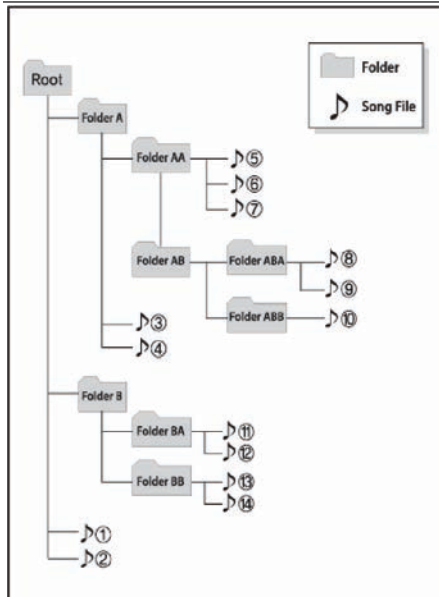 Root
Folder
Song File
Folder A
Folder AA
⑤
⑥
⑦
Folder AB
Folder ABA
⑧
⑨
Folder ABB
⑩
③
④
Folder B
Folder BA
⑪
⑫
Folder BB
⑬
⑭
①
②